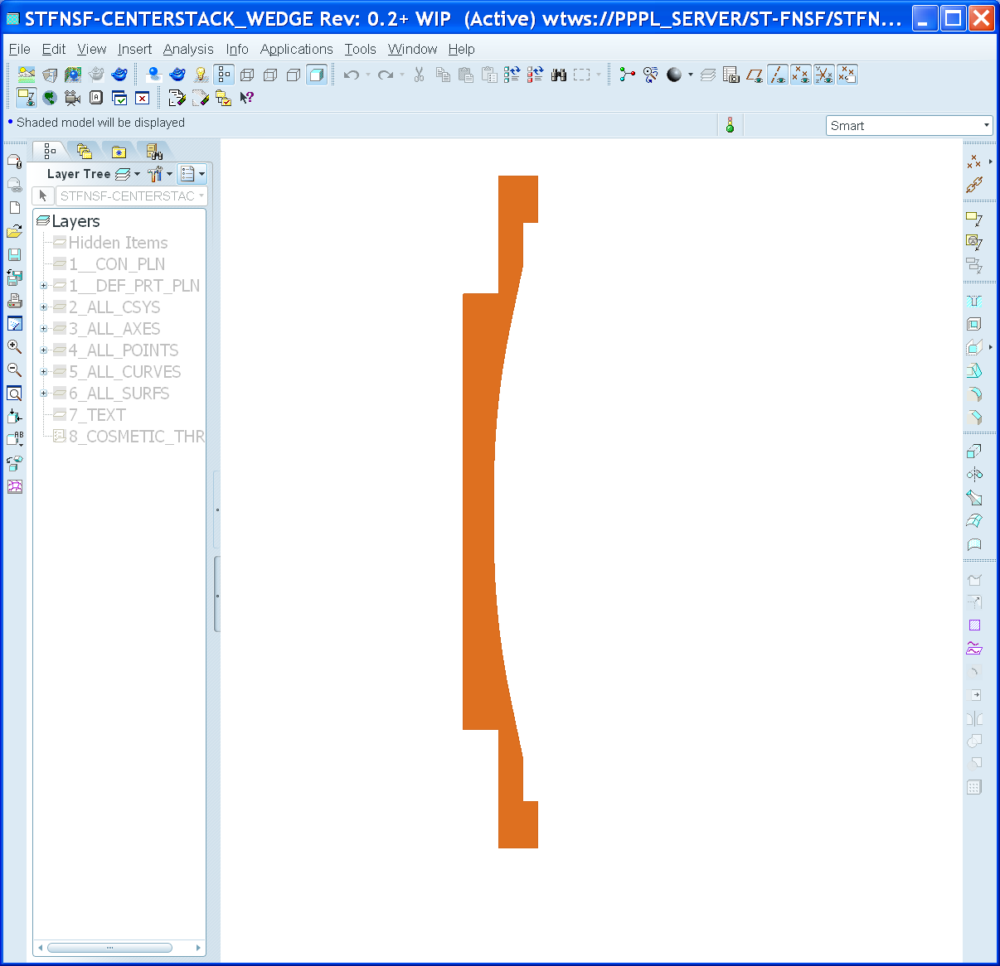 STFNSF-CENTERSTACK_WEDGE Rev: 0.2+ WIP (Active) wtws://PPPL_SERVER/ST-FNSF/STFN...
File Edit View Insert Analysis Info Applications Tools Window Help
Shaded model will be displayed
Smart
Layer Tree
STFNSF-CENTERSTAC
Layers
Hidden Items
1__CON_PLN
1__DEF_PRT_PLN
2_ALL_CSYS
3_ALL_AXES
4_ALL_POINTS
5_ALL_CURVES
6_ALL_SURFS
7_TEXT
8_COSMETIC_THR